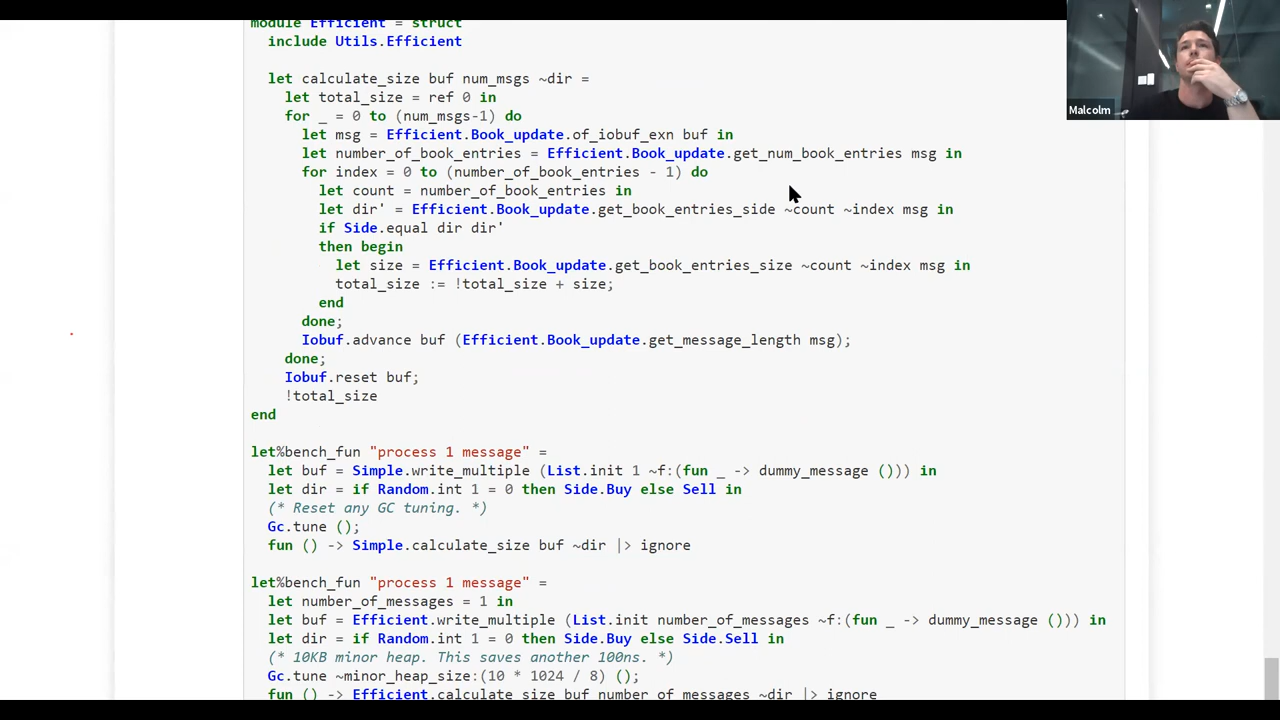 module Efficient = struct
include Utils.Efficient
let calculate_size buf num_msgs ~dir =
let total_size = ref 0 in
for _ = 0 to (num_msgs-1) do
let msg = Efficient.Book_update.of_iobuf_exn buf in
let number_of_book_entries = Efficient.Book_update.get_num_book_entries msg in
for index = 0 to (number_of_book_entries - 1) do
let count = number_of_book_entries in
let dir' = Efficient.Book_update.get_book_entries_side ~count ~index msg in
if Side.equal dir dir'
then begin
let size = Efficient.Book_update.get_book_entries_size ~count ~index msg in
total_size := !total_size + size;
end
done;
Iobuf.advance buf (Efficient.Book_update.get_message_length msg);
done;
Iobuf.reset buf;
!total_size
end
let%bench_fun "process 1 message" =
let buf = Simple.write_multiple (List.init 1 ~f:(fun _ -> dummy_message ())) in
let dir = if Random.int 1 = 0 then Side.Buy else Sell in
(* Reset any GC tuning. *)
Gc.tune ();
fun () -> Simple.calculate_size buf ~dir |> ignore
let%bench_fun "process 1 message" =
let number_of_messages = 1 in
let buf = Efficient.write_multiple (List.init number_of_messages ~f:(fun _ -> dummy_message ())) in
let dir = if Random.int 1 = 0 then Side.Buy else Side.Sell in
(* 10KB minor heap. This saves another 100ns. *)
Gc.tune ~minor_heap_size:(10 * 1024 / 8) ();
fun () -> Efficient.calculate_size buf number_of_messages ~dir |> ignore
Malcolm